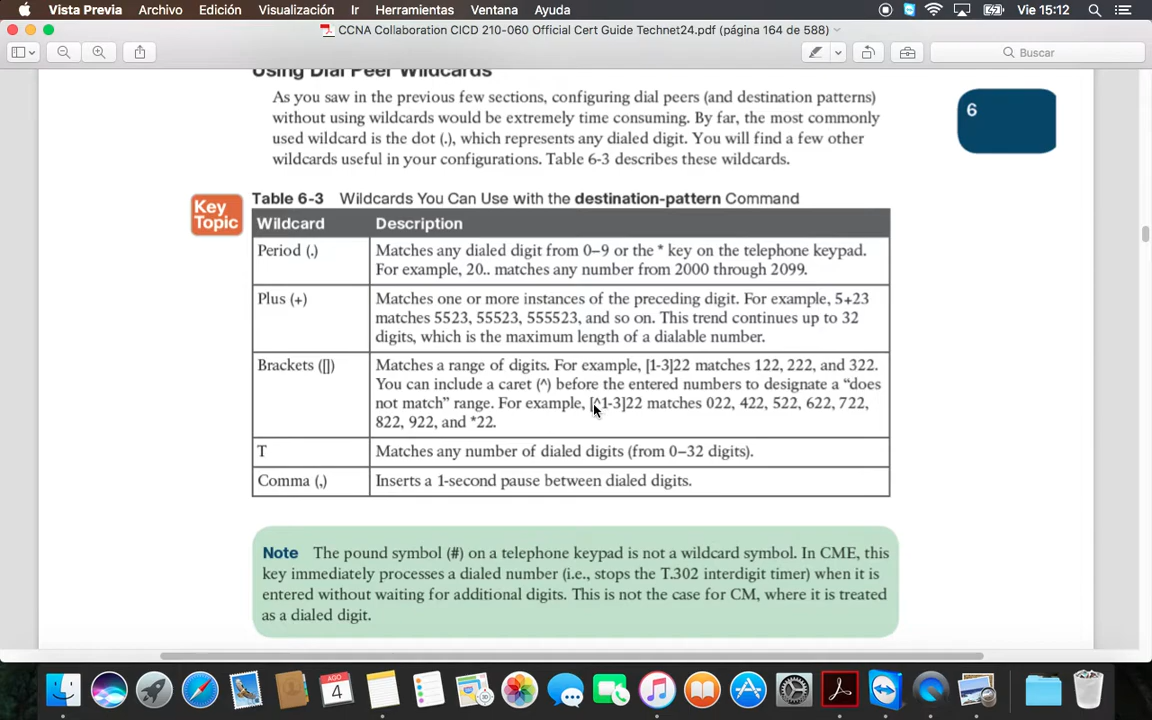 Vista Previa Archivo Edición Visualización Ir Herramientas Ventana Ayuda Vie 15:12
CCNA Collaboration CICD 210-060 Official Cert Guide Technet24.pdf (página 164 de 588)
Buscar
Using Dial Peer Wildcards
As you saw in the previous few sections, configuring dial peers (and destination patterns)
without using wildcards would be extremely time consuming. By far, the most commonly
used wildcard is the dot (.), which represents any dialed digit. You will find a few other
wildcards useful in your configurations. Table 6-3 describes these wildcards.
6
Key
Topic
Table 6-3 Wildcards You Can Use with the destination-pattern Command
Wildcard Description
Period (.) Matches any dialed digit from 0–9 or the * key on the telephone keypad.
For example, 20.. matches any number from 2000 through 2099.
Plus (+) Matches one or more instances of the preceding digit. For example, 5+23
matches 5523, 55523, 555523, and so on. This trend continues up to 32
digits, which is the maximum length of a dialable number.
Brackets ([]) Matches a range of digits. For example, [1-3]22 matches 122, 222, and 322.
You can include a caret (^) before the entered numbers to designate a “does
not match” range. For example, [^1-3]22 matches 022, 422, 522, 622, 722,
822, 922, and *22.
T Matches any number of dialed digits (from 0–32 digits).
Comma (,) Inserts a 1-second pause between dialed digits.
Note The pound symbol (#) on a telephone keypad is not a wildcard symbol. In CME, this
key immediately processes a dialed number (i.e., stops the T.302 interdigit timer) when it is
entered without waiting for additional digits. This is not the case for CM, where it is treated
as a dialed digit.
AGO
4